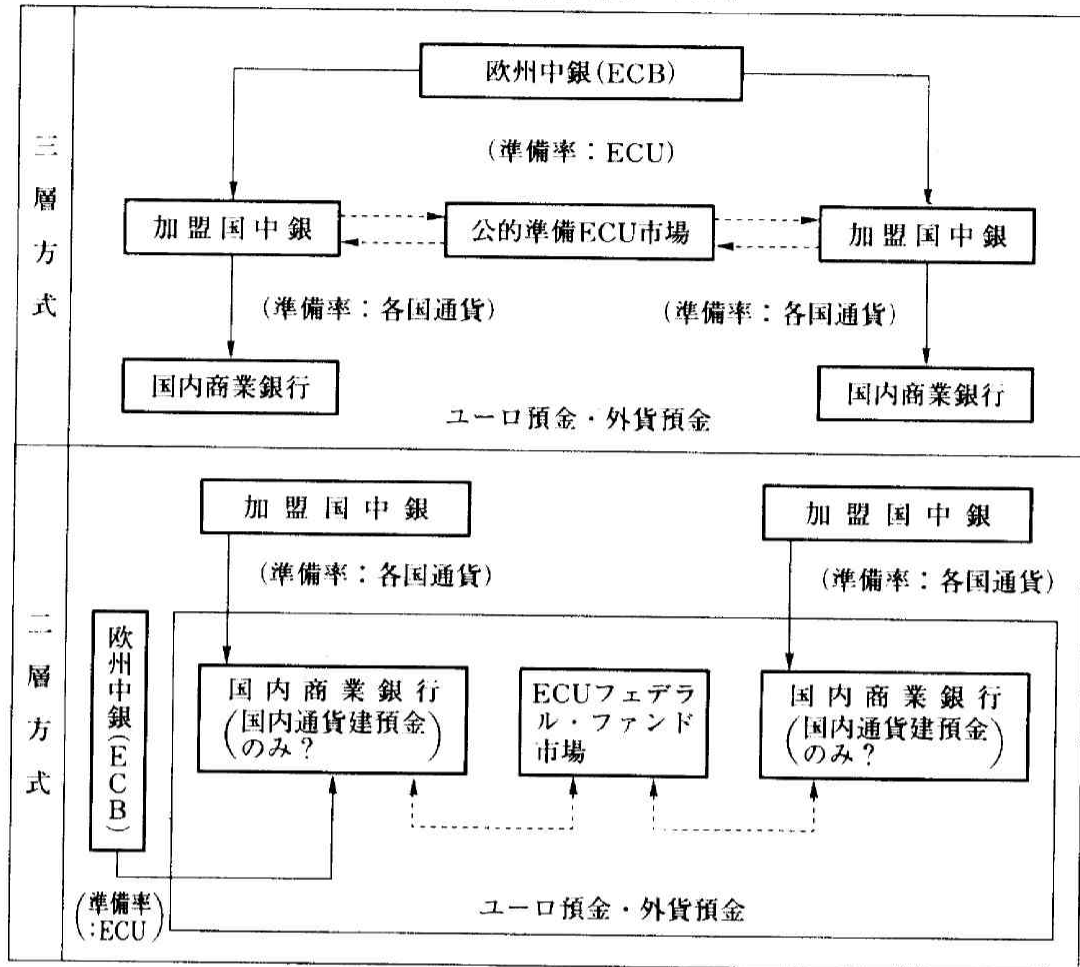 三層方式
欧州中銀(ECB)
(準備率：ECU)
加盟国中銀
公的準備ECU市場
加盟国中銀
(準備率：各国通貨)
(準備率：各国通貨)
国内商業銀行
国内商業銀行
ユーロ預金・外貨預金
二層方式
加盟国中銀
加盟国中銀
(準備率：各国通貨)
(準備率：各国通貨)
欧州中銀(ECB)
国内商業銀行
(国内通貨建預金
のみ？)
ECUフェデラ
ル・ファンド
市場
国内商業銀行
(国内通貨建預金
のみ？)
(準備率
:ECU)
ユーロ預金・外貨預金